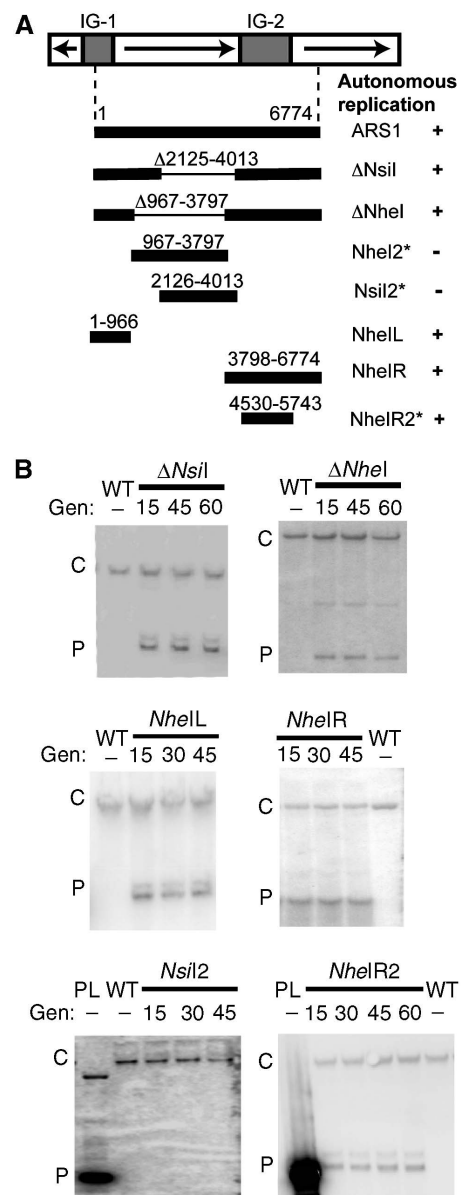 A
IG-1 IG-2
Autonomous
replication
1 6774 ARS1 +
Δ2125-4013 ΔNsiI +
Δ967-3797 ΔNheI +
967-3797 NheI2* -
2126-4013 NsiI2* -
1-966 NheIL +
3798-6774 NheIR +
4530-5743 NheIR2* +
B
WT ΔNsiI
Gen: – 15 45 60
C
P
WT ΔNheI
– 15 45 60
C
P
WT NheIL
Gen: – 15 30 45
C
P
NheIR WT
15 30 45 –
C
P
PL WT NsiI2
Gen: – – 15 30 45
C
P
PL NheIR2 WT
– 15 30 45 60 –
C
P